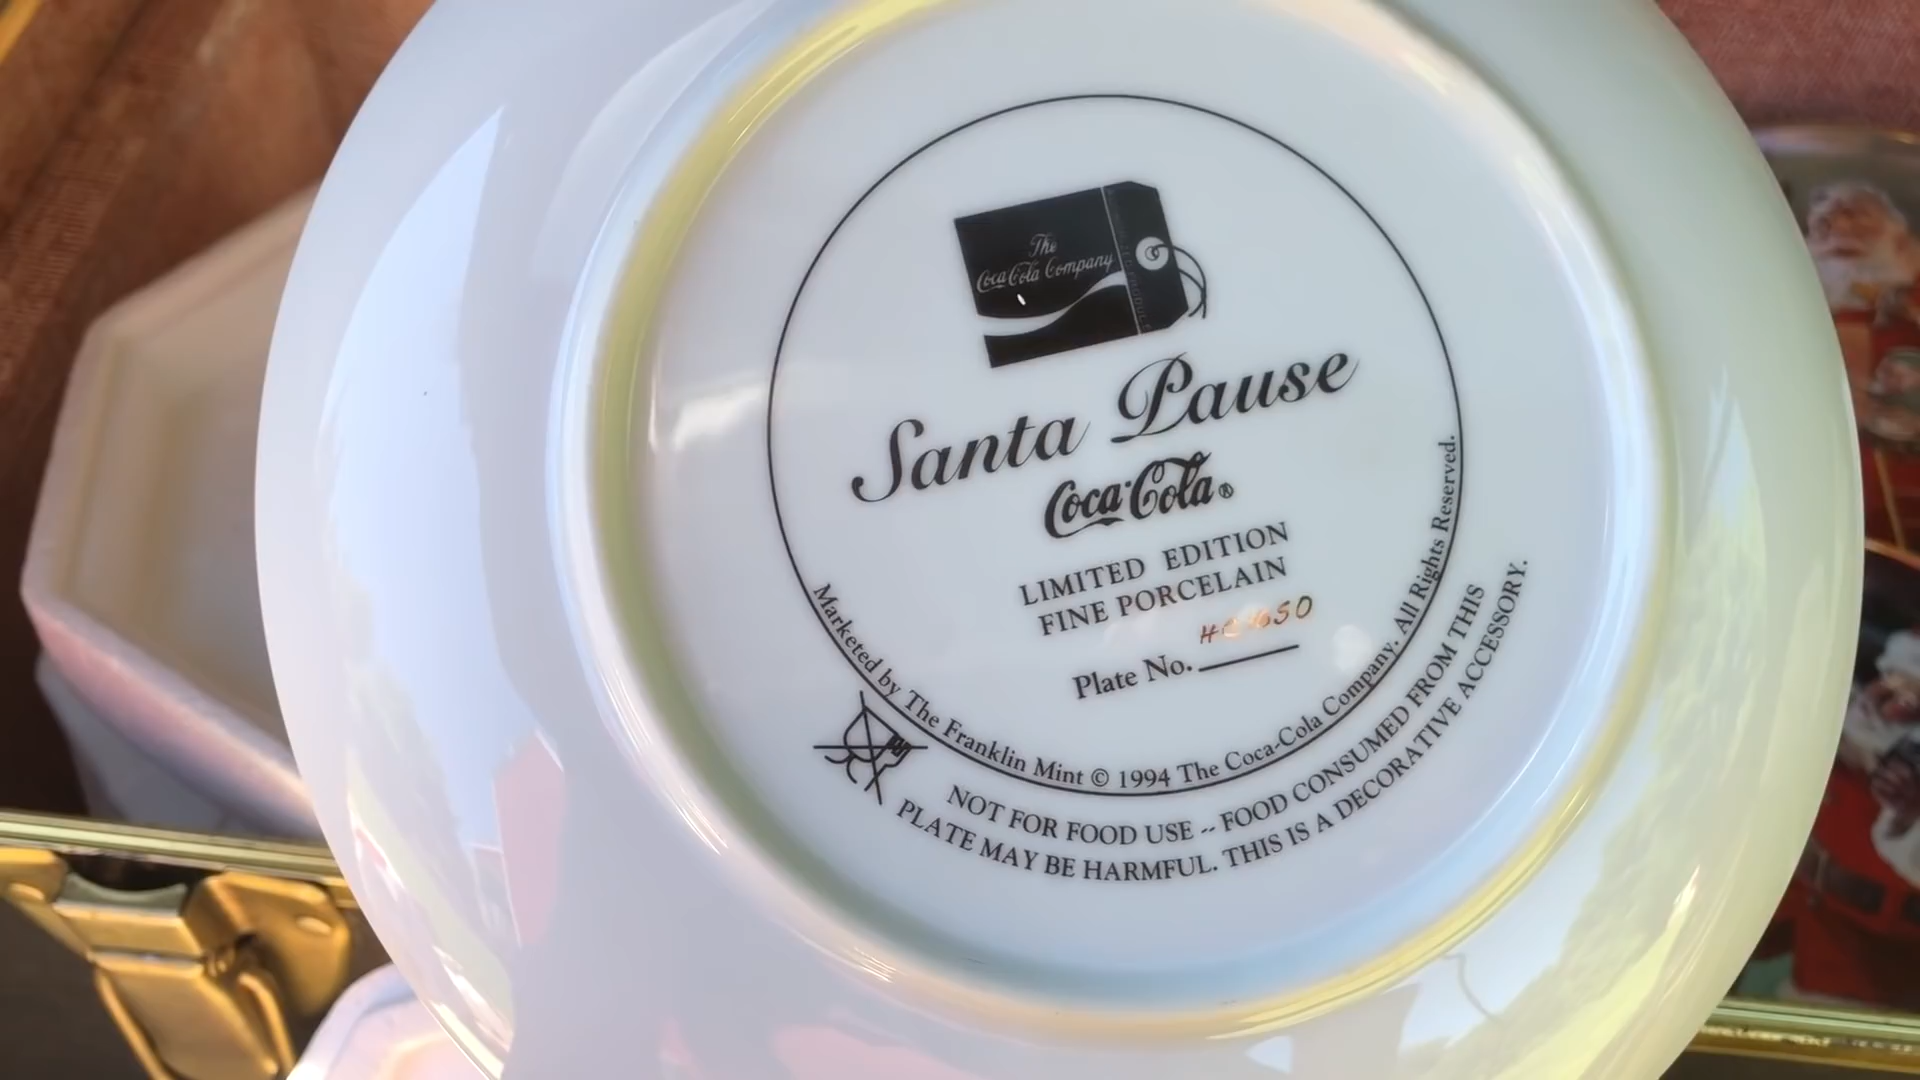 The
Coca-Cola Company
Santa Pause
Coca-Cola®
LIMITED EDITION
FINE PORCELAIN
Plate No.
Marketed by The Franklin Mint © 1994 The Coca-Cola Company. All Rights Reserved.
NOT FOR FOOD USE -- FOOD CONSUMED FROM THIS
PLATE MAY BE HARMFUL. THIS IS A DECORATIVE ACCESSORY.